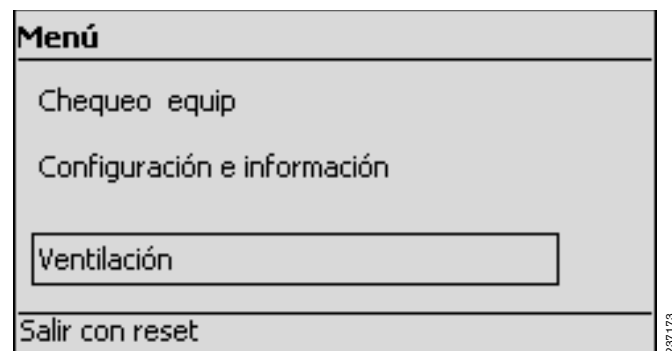 Menú
Chequeo equip
Configuración e información
Ventilación
Salir con reset
237173